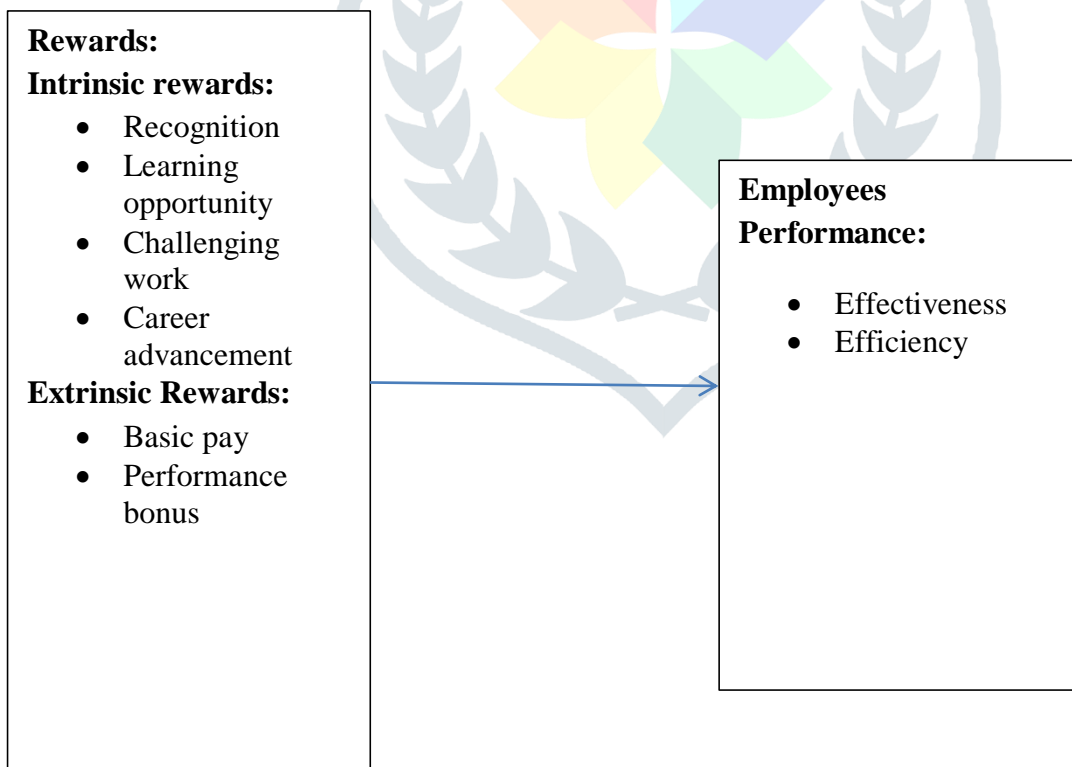 Rewards:
Intrinsic rewards:
• Recognition
• Learning
opportunity
• Challenging
work
• Career
advancement
Extrinsic Rewards:
• Basic pay
• Performance
bonus
Employees
Performance:
• Effectiveness
• Efficiency